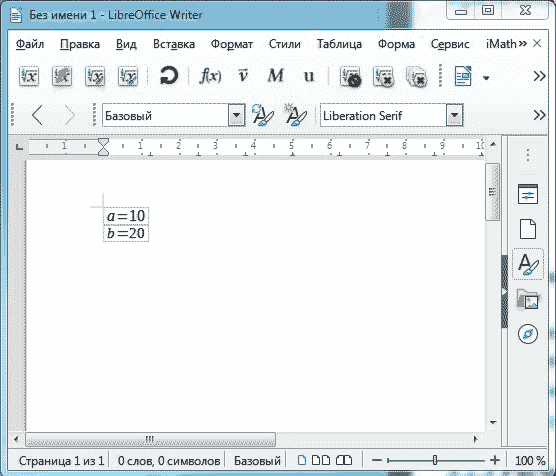 Без имени 1 - LibreOffice Writer
Файл Правка Вид Вставка Формат Стили Таблица Форма Сервис iMath »
f(x) v M u »
Базовый Liberation Serif »
1 1 2 3 4 5 6 7 8 9 10
a=10
b=20
Страница 1 из 1 0 слов, 0 символов Базовый 100 %